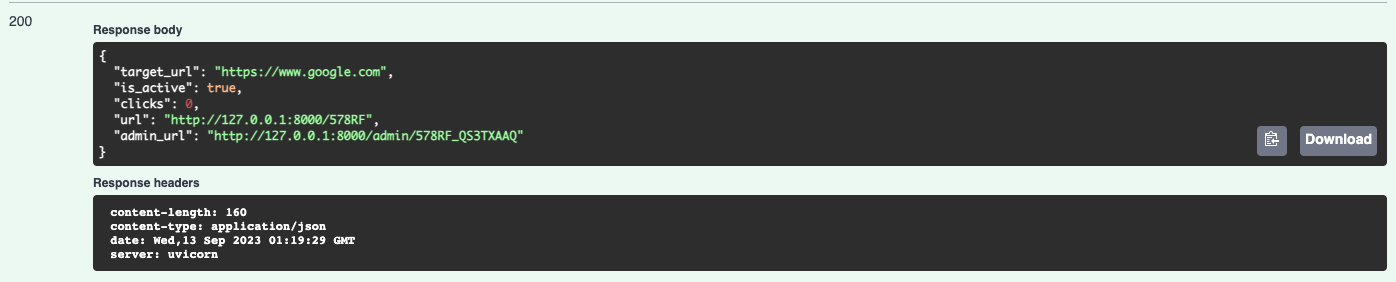 200
Response body
{
"target_url": "https://www.google.com",
"is_active": true,
"clicks": 0,
"url": "http://127.0.0.1:8000/578RF",
"admin_url": "http://127.0.0.1:8000/admin/578RF_QS3TXAAQ"
}
Download
Response headers
content-length: 160
content-type: application/json
date: Wed,13 Sep 2023 01:19:29 GMT
server: uvicorn